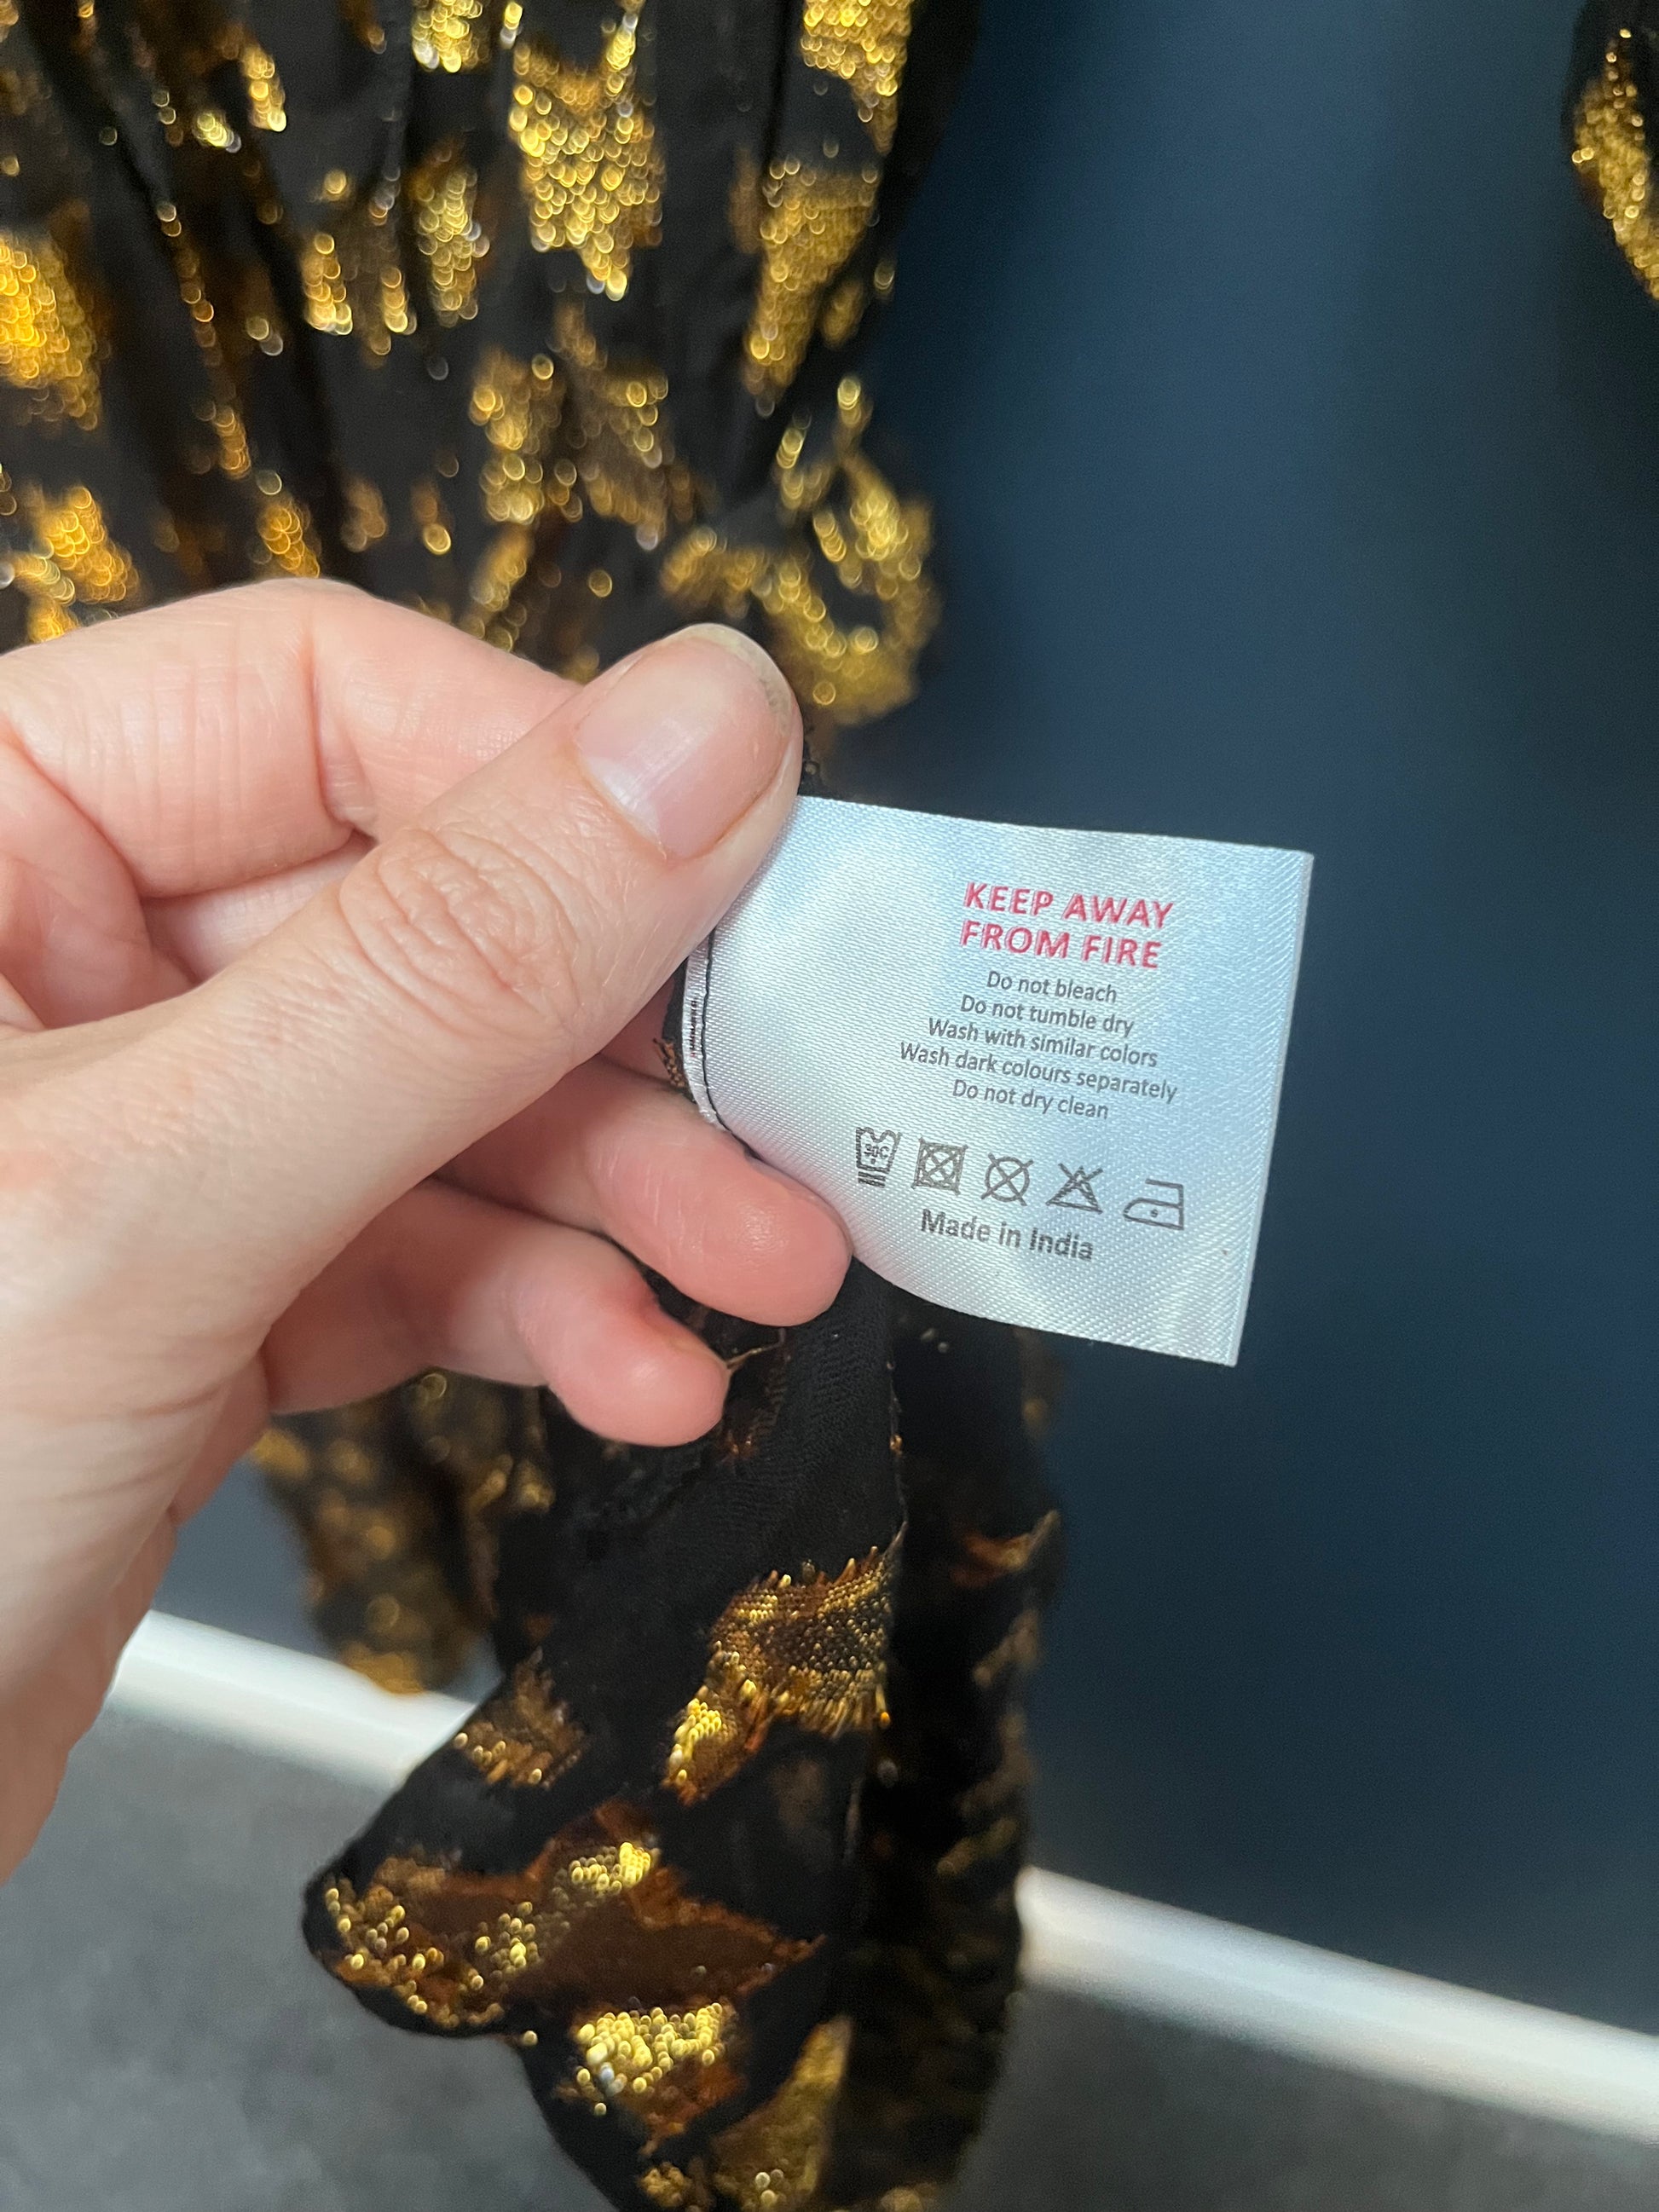 KEEP AWAY
FROM FIRE
Do not bleach
Do not tumble dry
Wash with similar colors
Wash dark colours separately
Do not dry clean
30C
Made in India